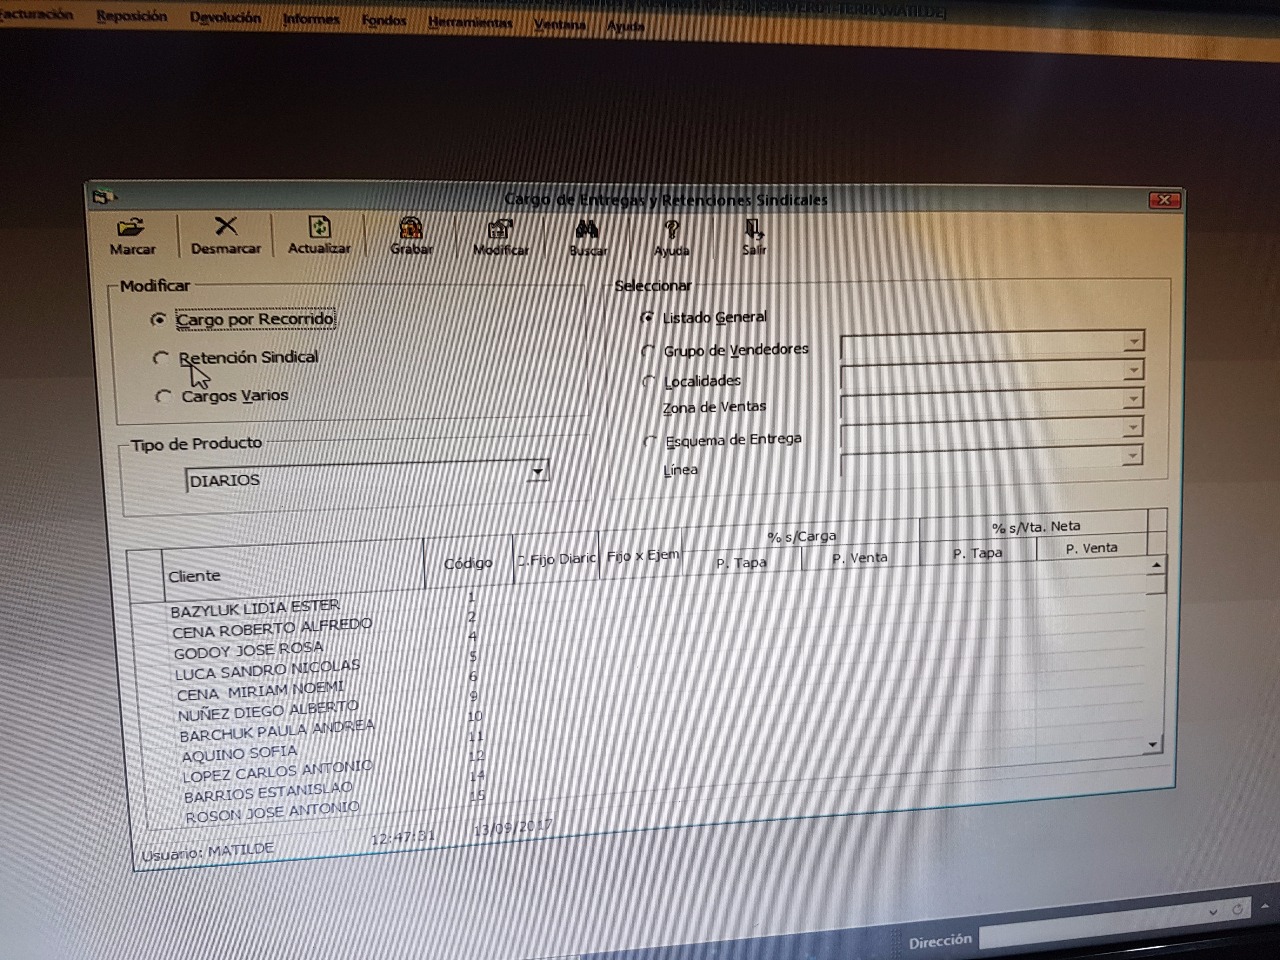 Facturación Reposición Devolución Informes Fondos Herramientas Ventana Ayuda
Cargo de Entregas y Retenciones Sindicales
Marcar Desmarcar Actualizar Grabar Modificar Buscar Ayuda Salir
Modificar
Cargo por Recorrido
Retención Sindical
Cargos Varios
Seleccionar
Listado General
Grupo de Vendedores
Localidades
Zona de Ventas
Esquema de Entrega
Línea
Tipo de Producto
DIARIOS
% s/Carga % s/Vta. Neta
Cliente Código C.Fijo Diaric Fijo x Ejem P. Tapa P. Venta P. Tapa P. Venta
BAZYLUK LIDIA ESTER 1
CENA ROBERTO ALFREDO 2
GODOY JOSE ROSA 4
LUCA SANDRO NICOLAS 5
CENA MIRIAM NOEMI 6
NUÑEZ DIEGO ALBERTO 9
BARCHUK PAULA ANDREA 10
AQUINO SOFIA 11
LOPEZ CARLOS ANTONIO 12
BARRIOS ESTANISLAO 14
ROSON JOSE ANTONIO 15
Usuario: MATILDE 12:47:31 13/09/2017
Dirección